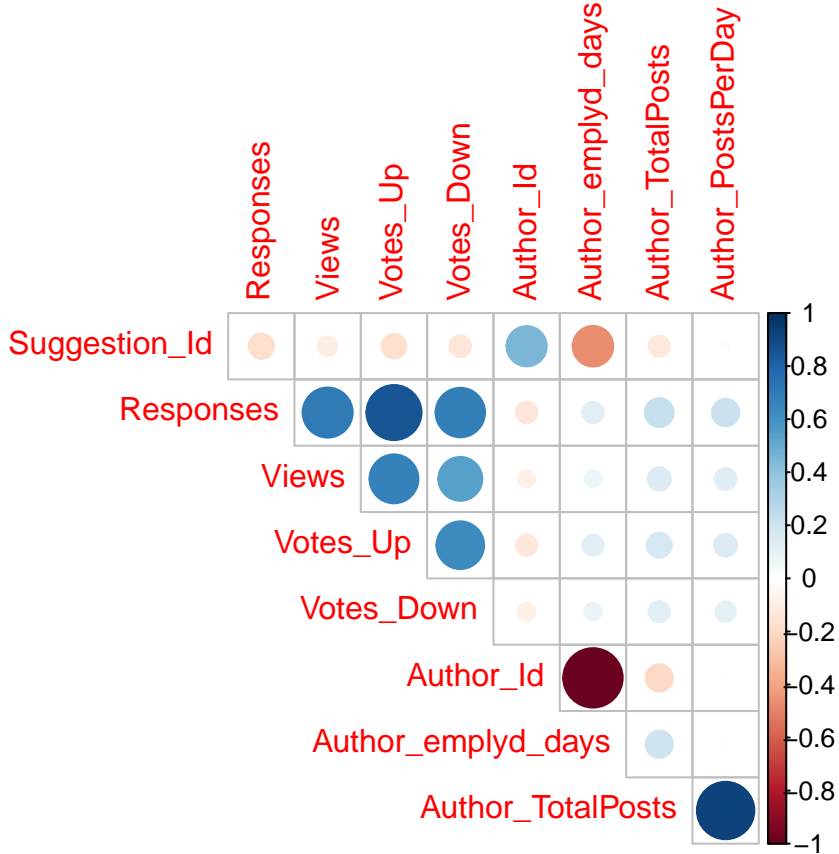 Responses
Views
Votes_Up
Votes_Down
Author_Id
Author_emplyd_days
Author_TotalPosts
Author_PostsPerDay
Suggestion_Id
Responses
Views
Votes_Up
Votes_Down
Author_Id
Author_emplyd_days
Author_TotalPosts
1
0.8
0.6
0.4
0.2
0
−0.2
−0.4
−0.6
−0.8
−1